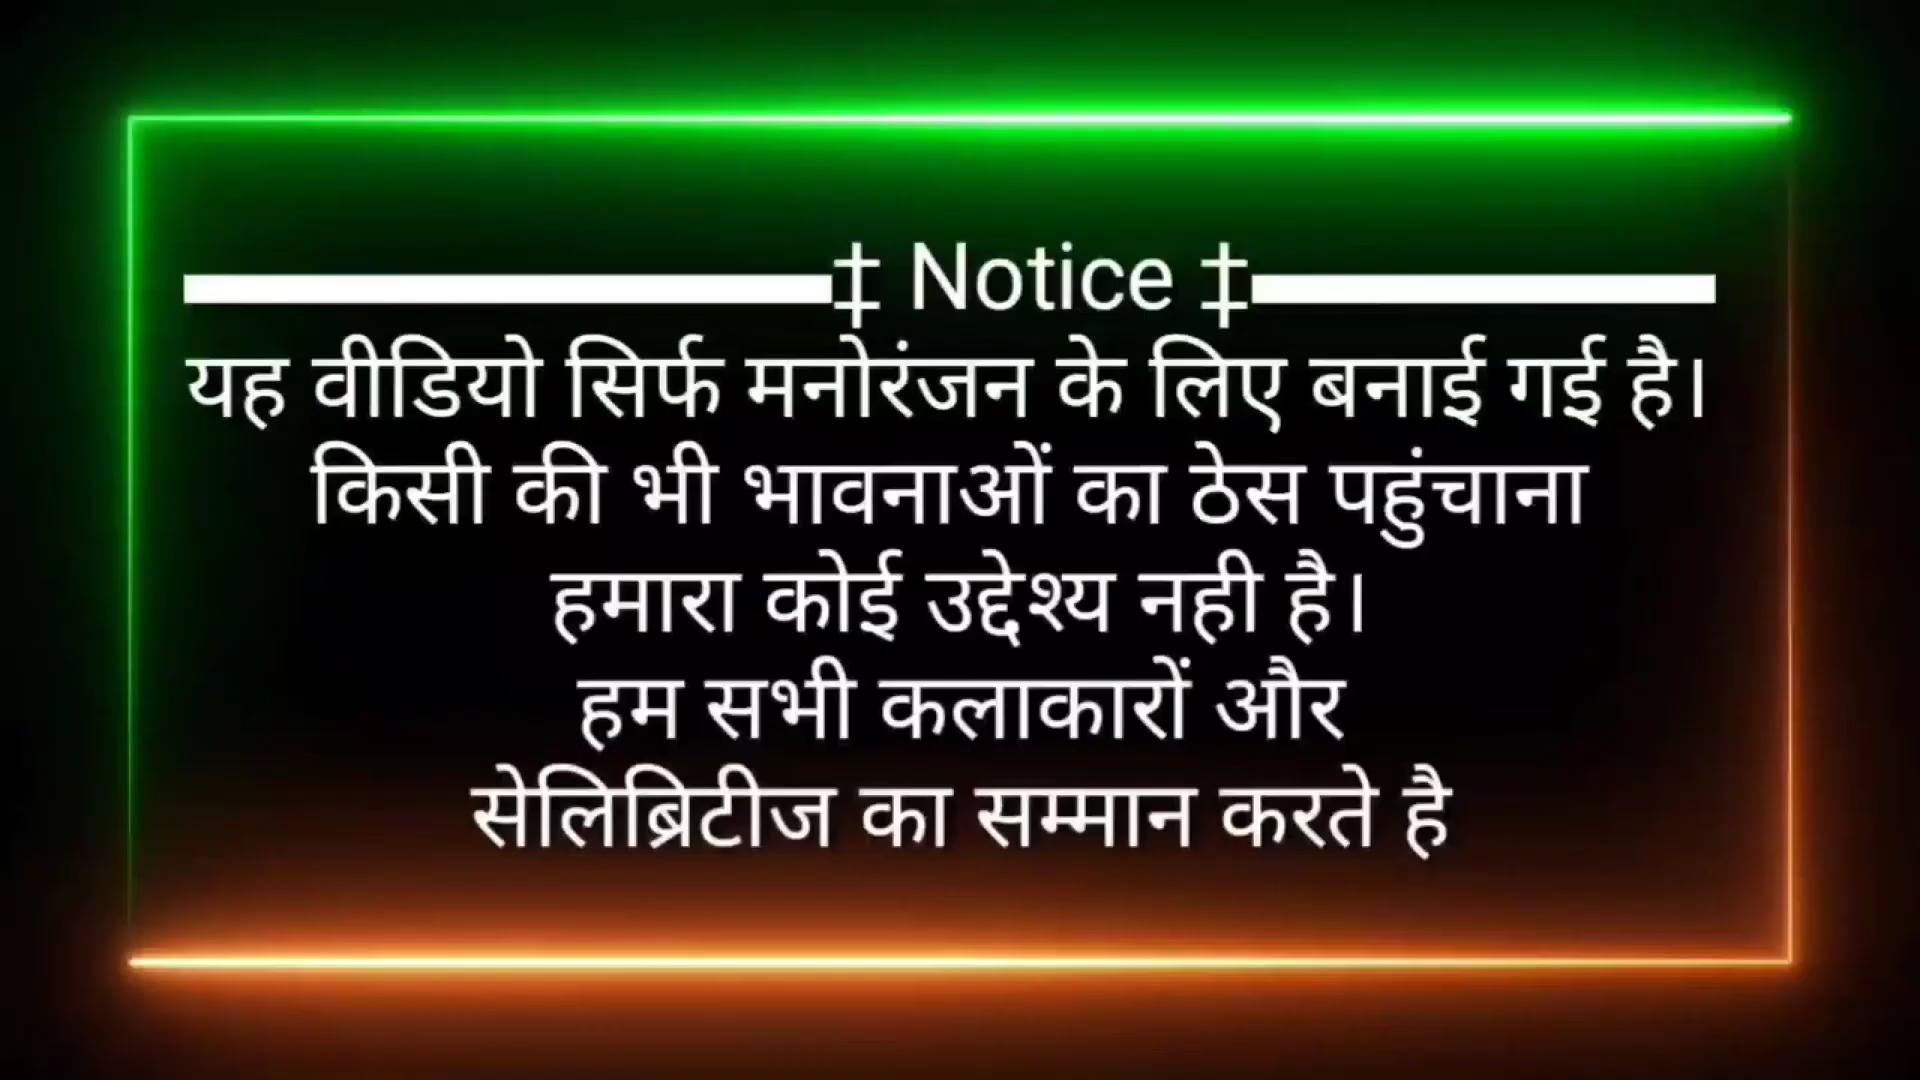 ‡ Notice ‡
यह वीडियो सिर्फ मनोरंजन के लिए बनाई गई है।
किसी की भी भावनाओं का ठेस पहुंचाना
हमारा कोई उद्देश्य नही है।
हम सभी कलाकारों और
सेलिब्रिटीज का सम्मान करते है